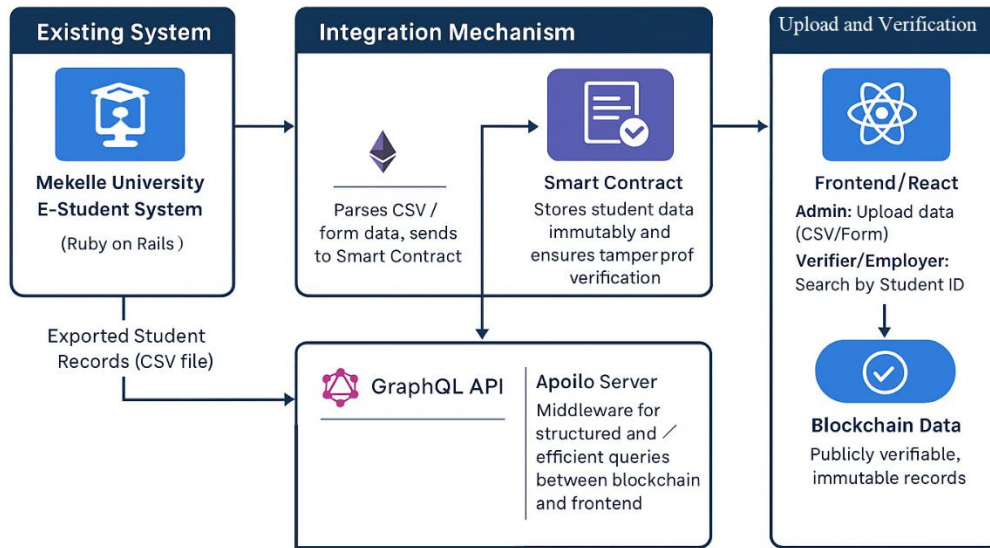 Existing System
Mekelle University
E-Student System
(Ruby on Rails)
Exported Student
Records (CSV file)
Integration Mechanism
Parses CSV /
form data, sends
to Smart Contract
Smart Contract
Stores student data
immutably and
ensures tamperprof
verification
GraphQL API
Apoilo Server
Middleware for
structured and /
efficient queries
between blockchain
and frontend
Upload and Verification
Frontend/React
Admin: Upload data
(CSV/Form)
Verifier/Employer:
Search by Student ID
Blockchain Data
Publicly verifiable,
immutable records